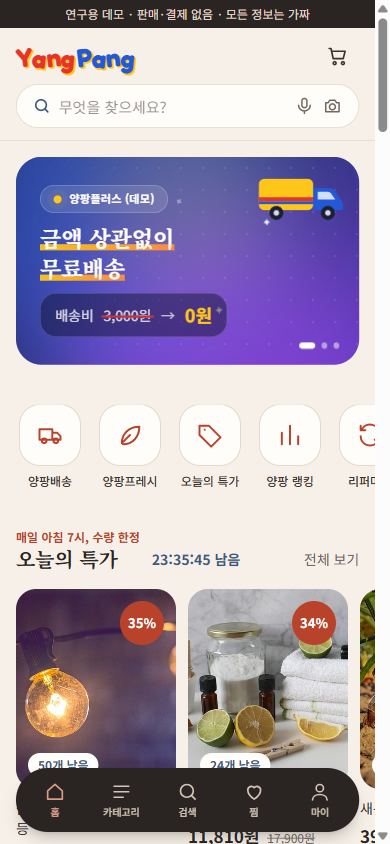 연구용 데모 · 판매·결제 없음 · 모든 정보는 가짜
YangPang
무엇을 찾으세요?
양팡플러스 (데모)
금액 상관없이
무료배송
배송비 3,000원 → 0원
양팡배송
양팡프레시
오늘의 특가
양팡 랭킹
리퍼
매일 아침 7시, 수량 한정
오늘의 특가 23:35:45 남음 전체 보기
35%
34%
50개 남음
24개 남음
새
등
11,810원 17,900원
39
홈
카테고리
검색
찜
마이